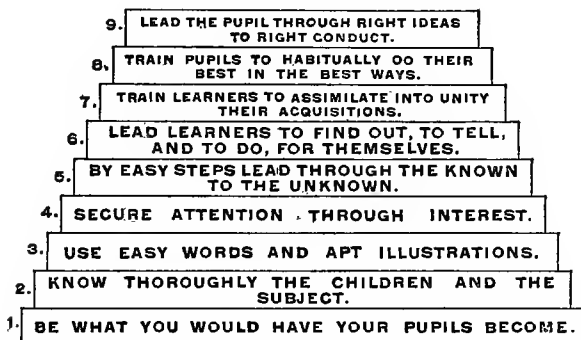 9. LEAD THE PUPIL THROUGH RIGHT IDEAS
TO RIGHT CONDUCT.
8. TRAIN PUPILS TO HABITUALLY DO THEIR
BEST IN THE BEST WAYS.
7. TRAIN LEARNERS TO ASSIMILATE INTO UNITY
THEIR ACQUISITIONS.
6. LEAD LEARNERS TO FIND OUT, TO TELL,
AND TO DO, FOR THEMSELVES.
5. BY EASY STEPS LEAD THROUGH THE KNOWN
TO THE UNKNOWN.
4. SECURE ATTENTION THROUGH INTEREST.
3. USE EASY WORDS AND APT ILLUSTRATIONS.
2. KNOW THOROUGHLY THE CHILDREN AND THE
SUBJECT.
1. BE WHAT YOU WOULD HAVE YOUR PUPILS BECOME.